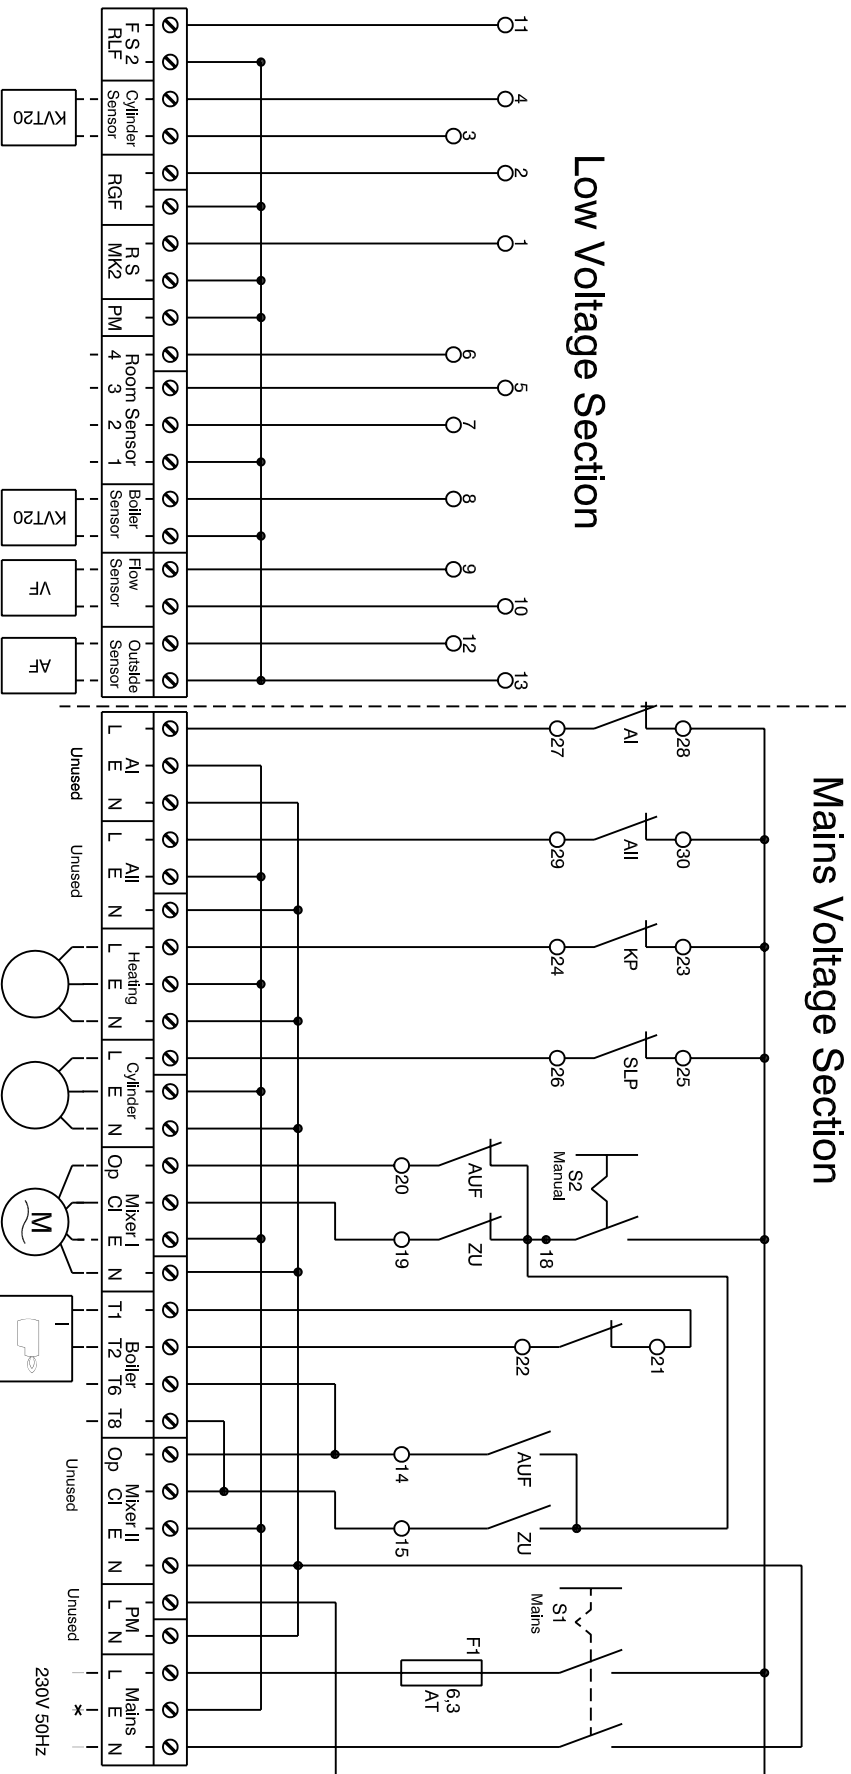 Low Voltage Section
Mains Voltage Section
11
4
3
2
1
6
5
7
8
9
10
12
13
F S 2
RLF
Cylinder
Sensor
RGF
R S
MK2
PM
Room Sensor
4 3 2 1
Boiler
Sensor
Flow
Sensor
Outside
Sensor
KVT20
KVT20
VF
AF
28
AI
27
30
AII
29
23
KP
24
25
SLP
26
S2
Manual
18
AUF
20
ZU
19
21
22
AUF
14
ZU
15
S1
Mains
F1
6,3
AT
AI
L E N
Unused
AII
L E N
Unused
Heating
L E N
Cylinder
L E N
Mixer I
Op Cl E N
M
Boiler
T1 T2 T6 T8
Mixer II
Op Cl E N
Unused
PM
L N
Unused
Mains
L E N
230V 50Hz